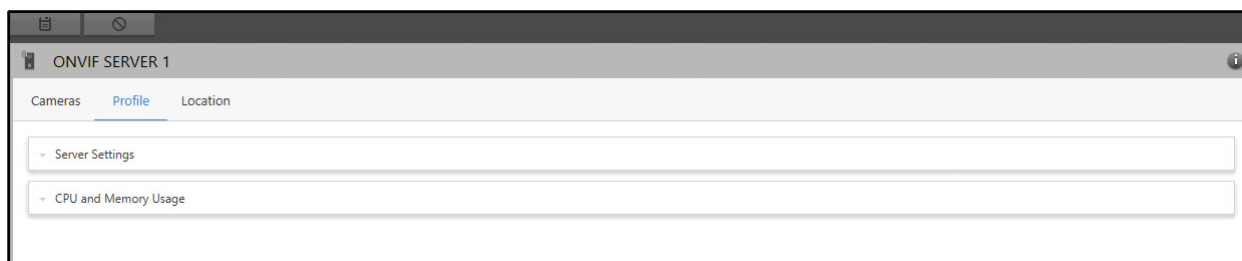 ONVIF SERVER 1
Cameras Profile Location
Server Settings
CPU and Memory Usage